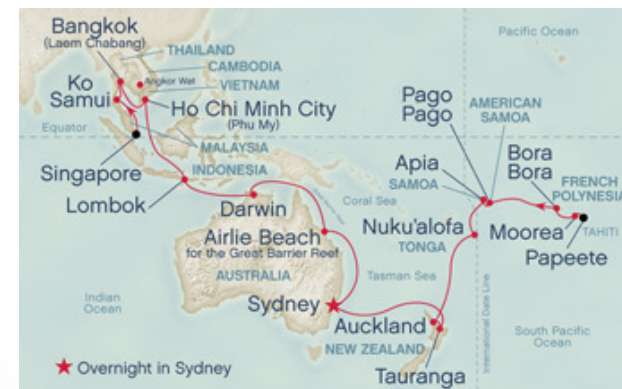 Bangkok
(Laem Chabang)
THAILAND
CAMBODIA
Angkor Wat
VIETNAM
Ko
Samui
Ho Chi Minh City
(Phu My)
Equator
MALAYSIA
Singapore
INDONESIA
Lombok
Darwin
Coral Sea
Airlie Beach
for the Great Barrier Reef
AUSTRALIA
Indian
Ocean
Sydney
Tasman Sea
Auckland
NEW ZEALAND
Tauranga
Pacific Ocean
Pago
Pago
AMERICAN
SAMOA
Apia
SAMOA
Bora
Bora
FRENCH
POLYNESIA
Nuku'alofa
TONGA
Moorea
TAHITI
Papeete
International Date Line
South Pacific
Ocean
★ Overnight in Sydney